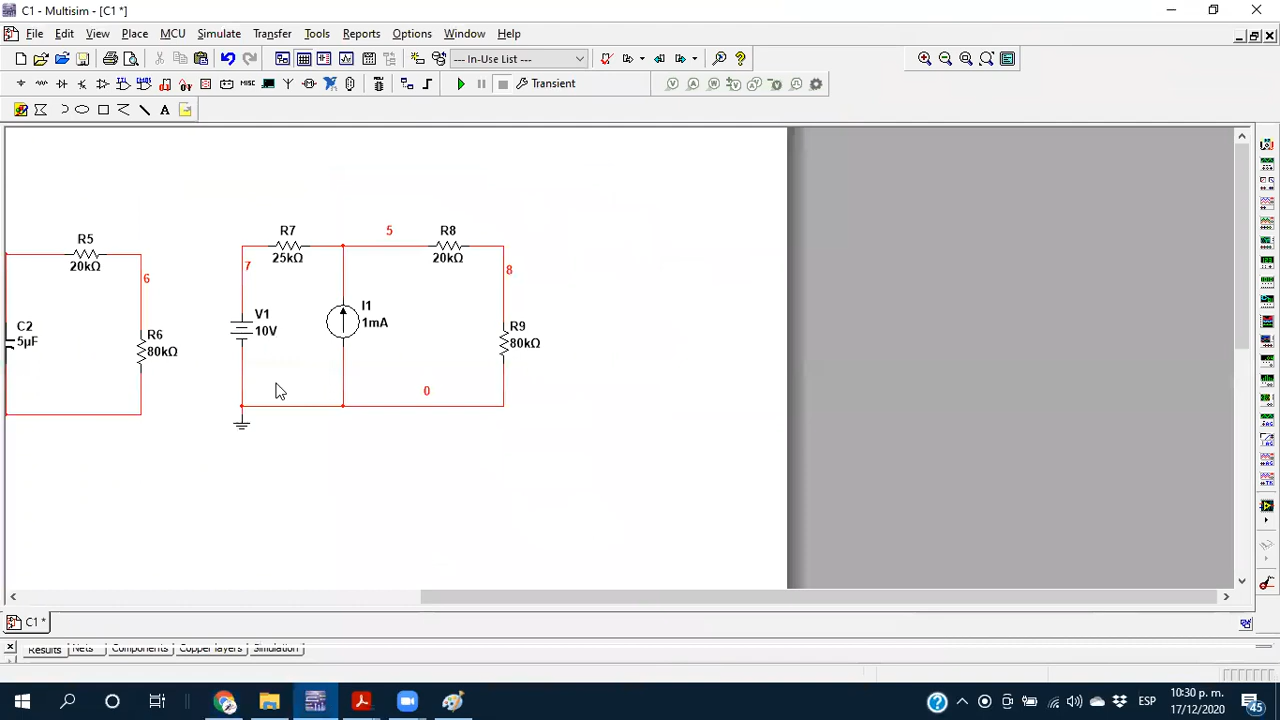 C1 - Multisim - [C1 *]
File Edit View Place MCU Simulate Transfer Tools Reports Options Window Help
--- In-Use List ---
Transient
R5
20kΩ
6
C2
5µF
R6
80kΩ
R7
25kΩ
5
R8
20kΩ
7
8
V1
10V
I1
1mA
R9
80kΩ
0
C1 *
Results Nets Components Copper layers Simulation
ESP
10:30 p. m.
17/12/2020
45